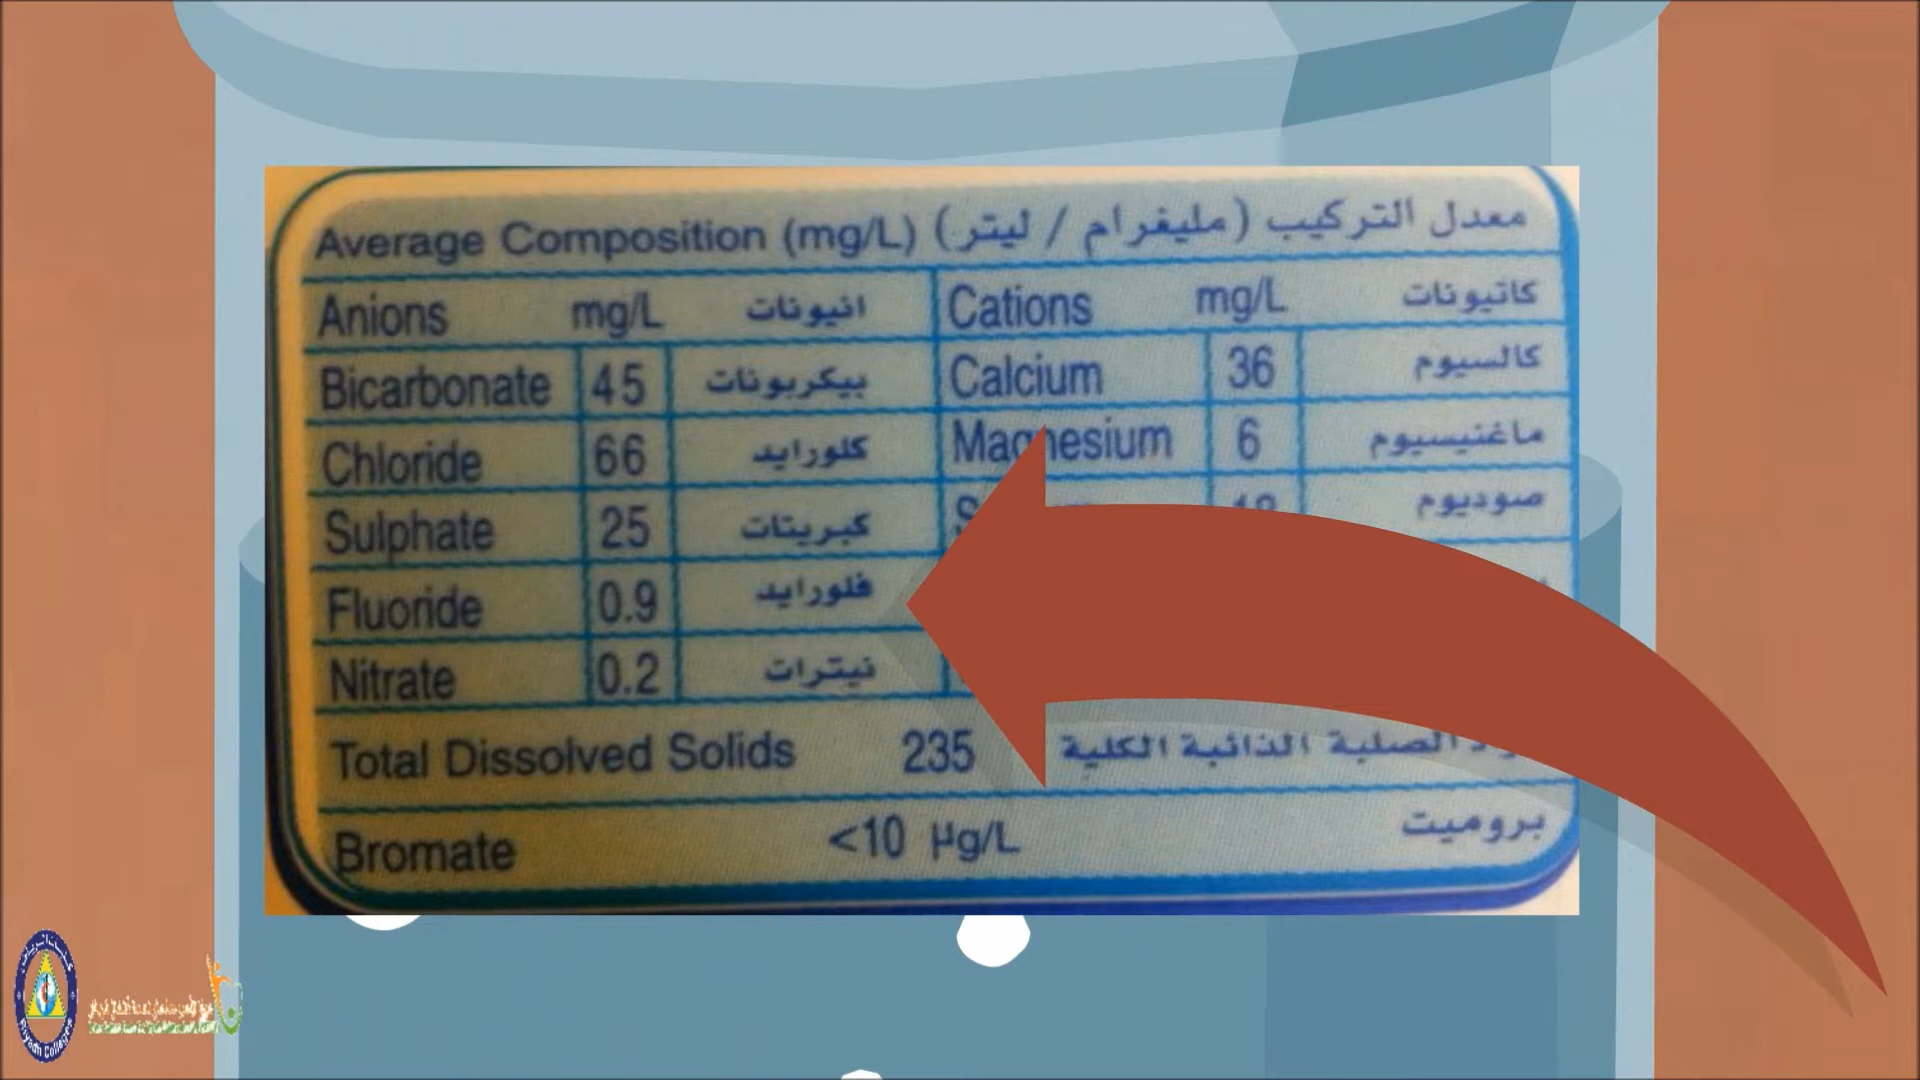 Average Composition (mg/L) (مليغرام / ليتر) معدل التركيب
Anions mg/L انيونات Cations mg/L كاتيونات
Bicarbonate 45 بيكربونات Calcium 36 كالسيوم
Chloride 66 كلورايد Magnesium 6 ماغنيسيوم
Sulphate 25 كبريتات صوديوم
Fluoride 0.9 فلورايد
Nitrate 0.2 نيترات
Total Dissolved Solids 235 الصلبة الذائبة الكلية
Bromate <10 µg/L بروميت
Riyadh Colleges